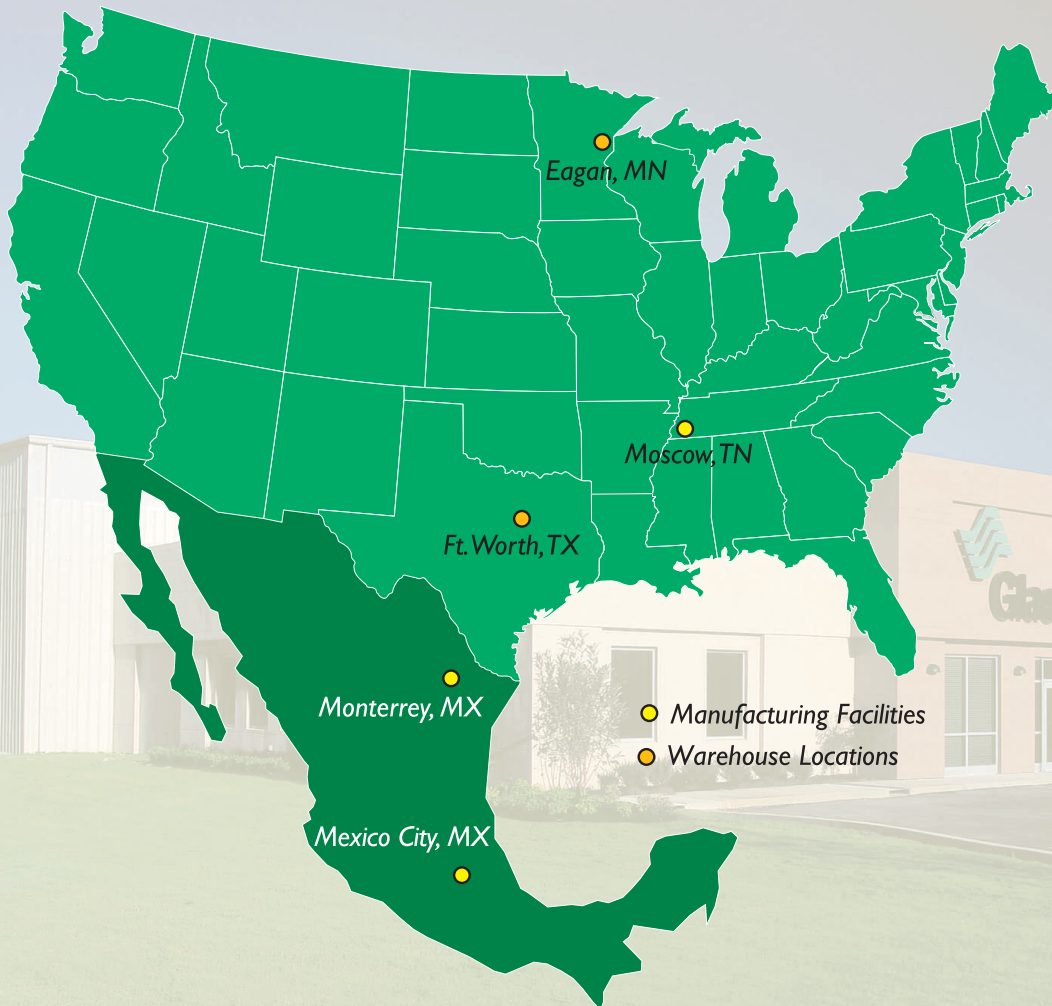 Eagan, MN
Moscow, TN
Ft. Worth, TX
Monterrey, MX
Manufacturing Facilities
Warehouse Locations
Mexico City, MX